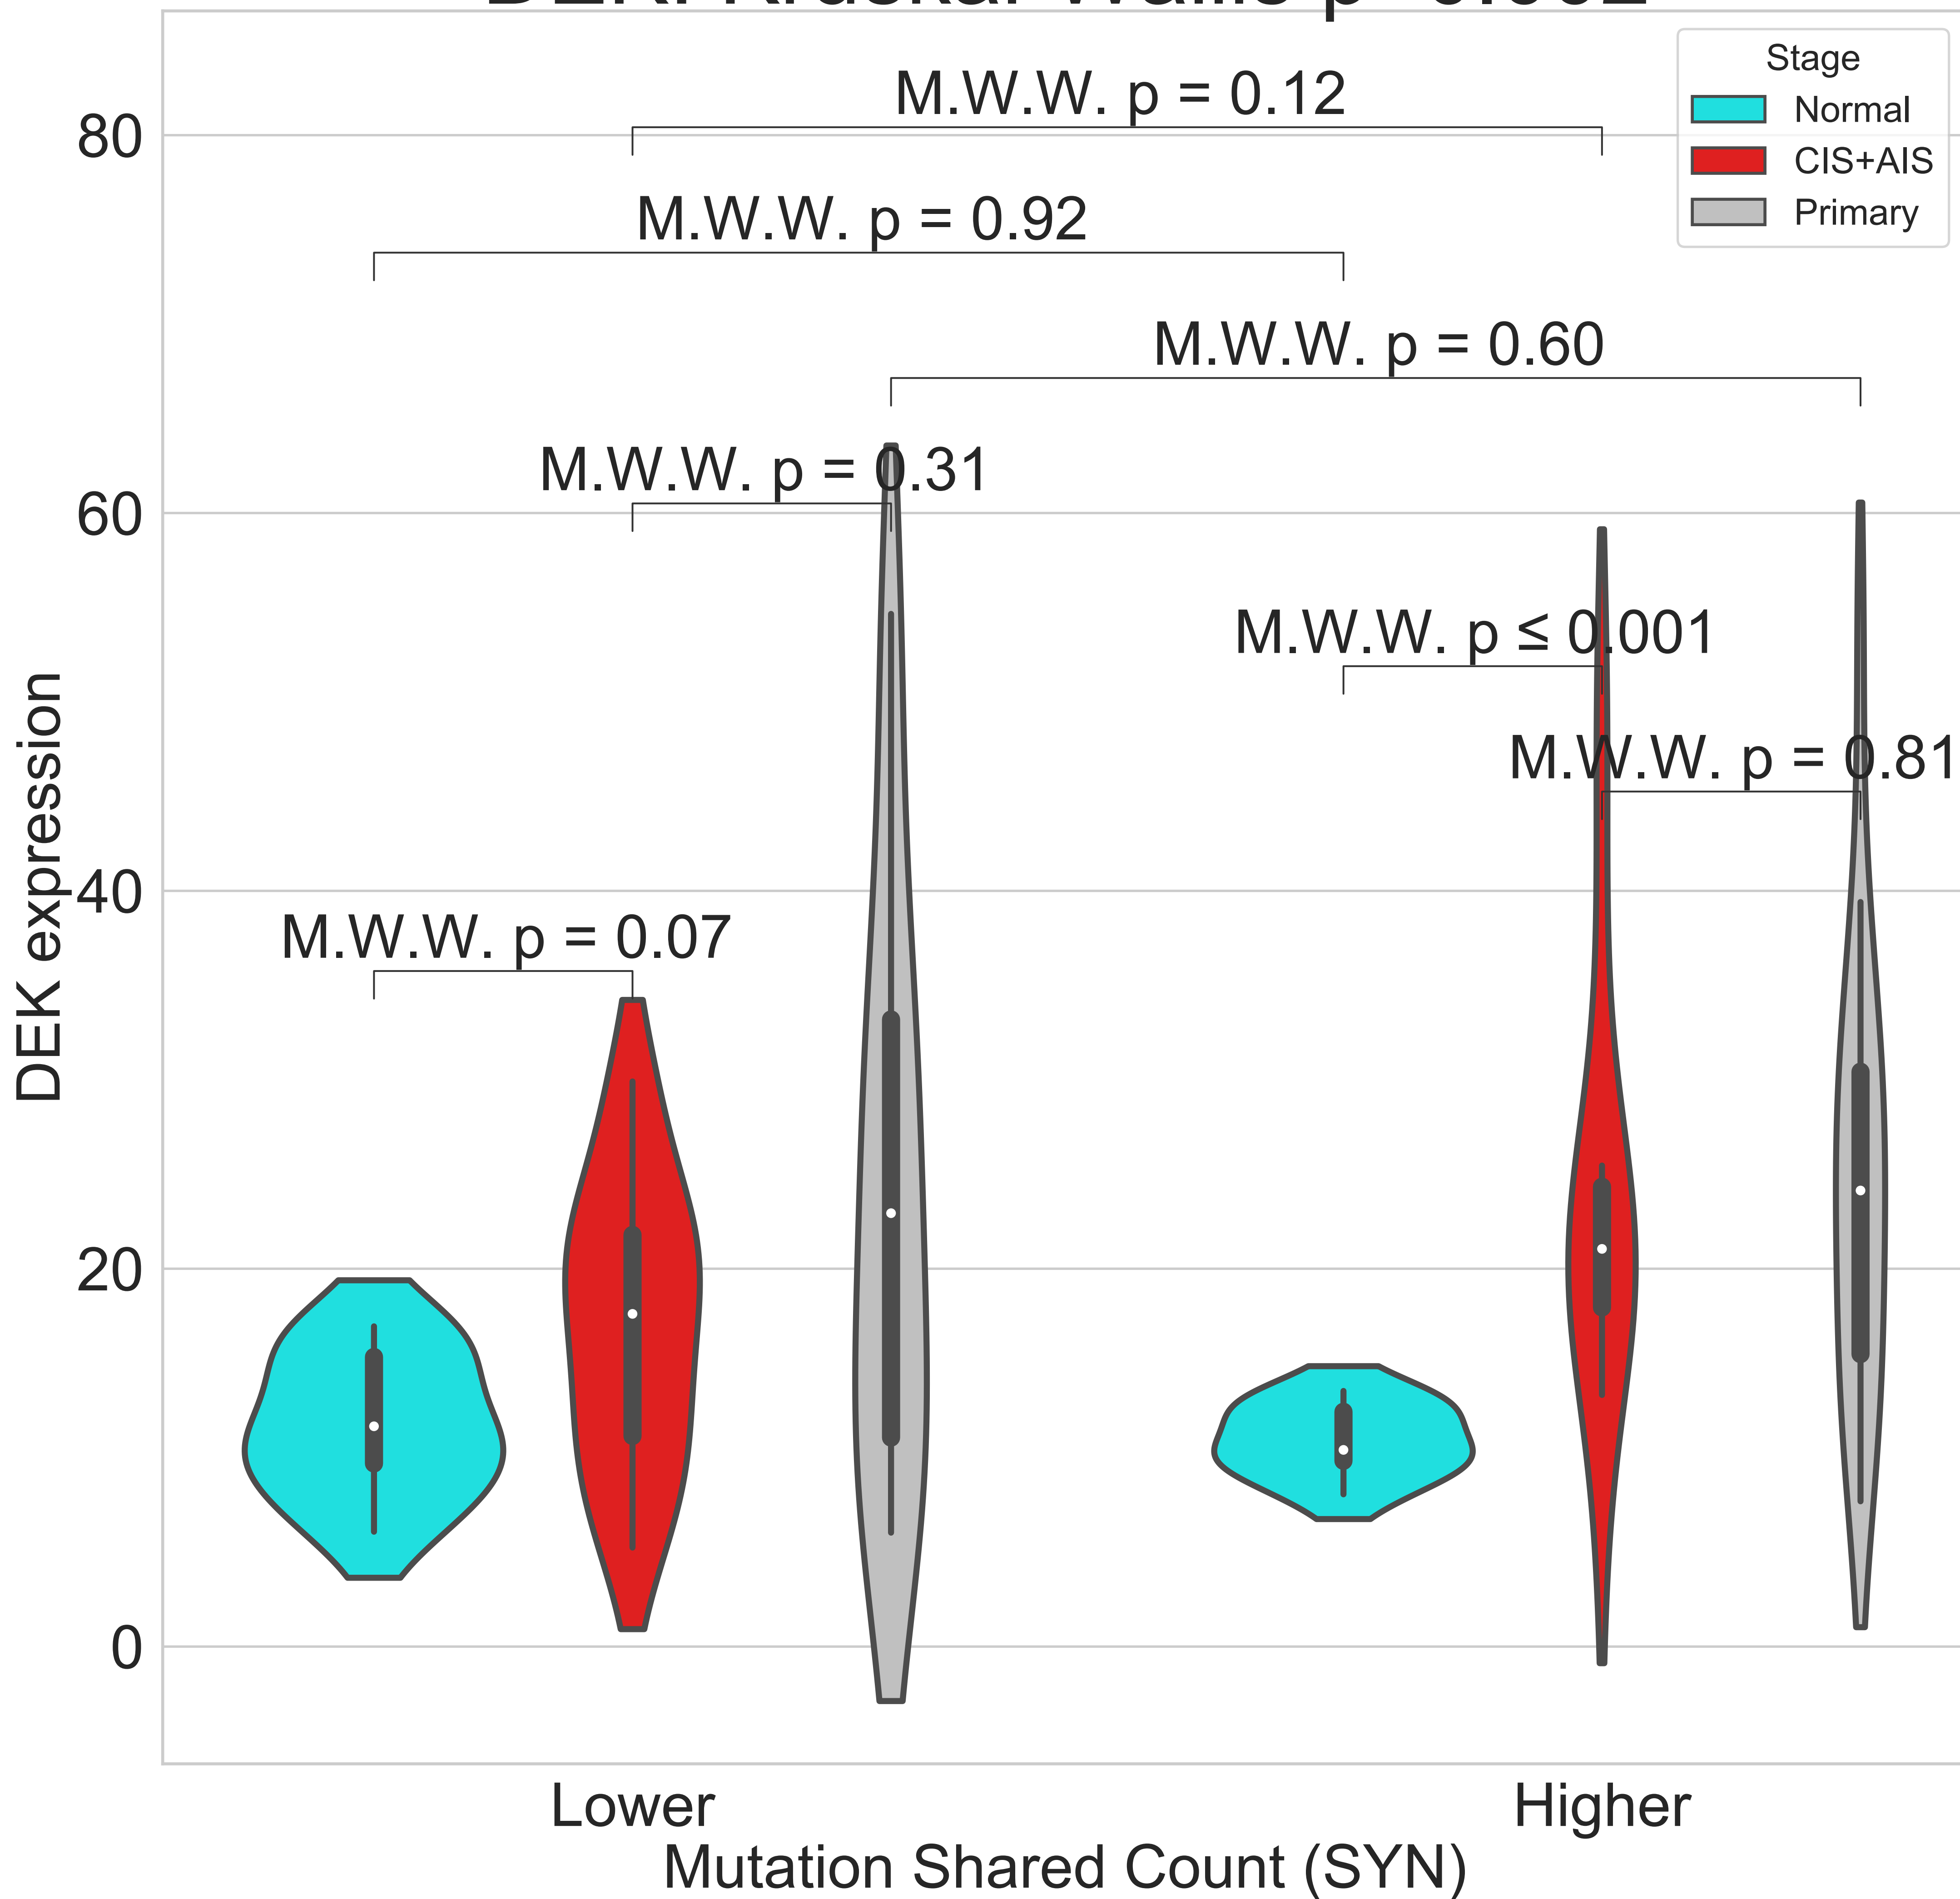 Stage
Normal
CIS+AIS
Primary
M.W.W. p = 0.12
80
M.W.W. p = 0.92
M.W.W. p = 0.60
M.W.W. p = 0.31
60
M.W.W. p ≤ 0.001
M.W.W. p = 0.81
40
M.W.W. p = 0.07
DEK expression
20
0
Lower
Higher
Mutation Shared Count (SYN)